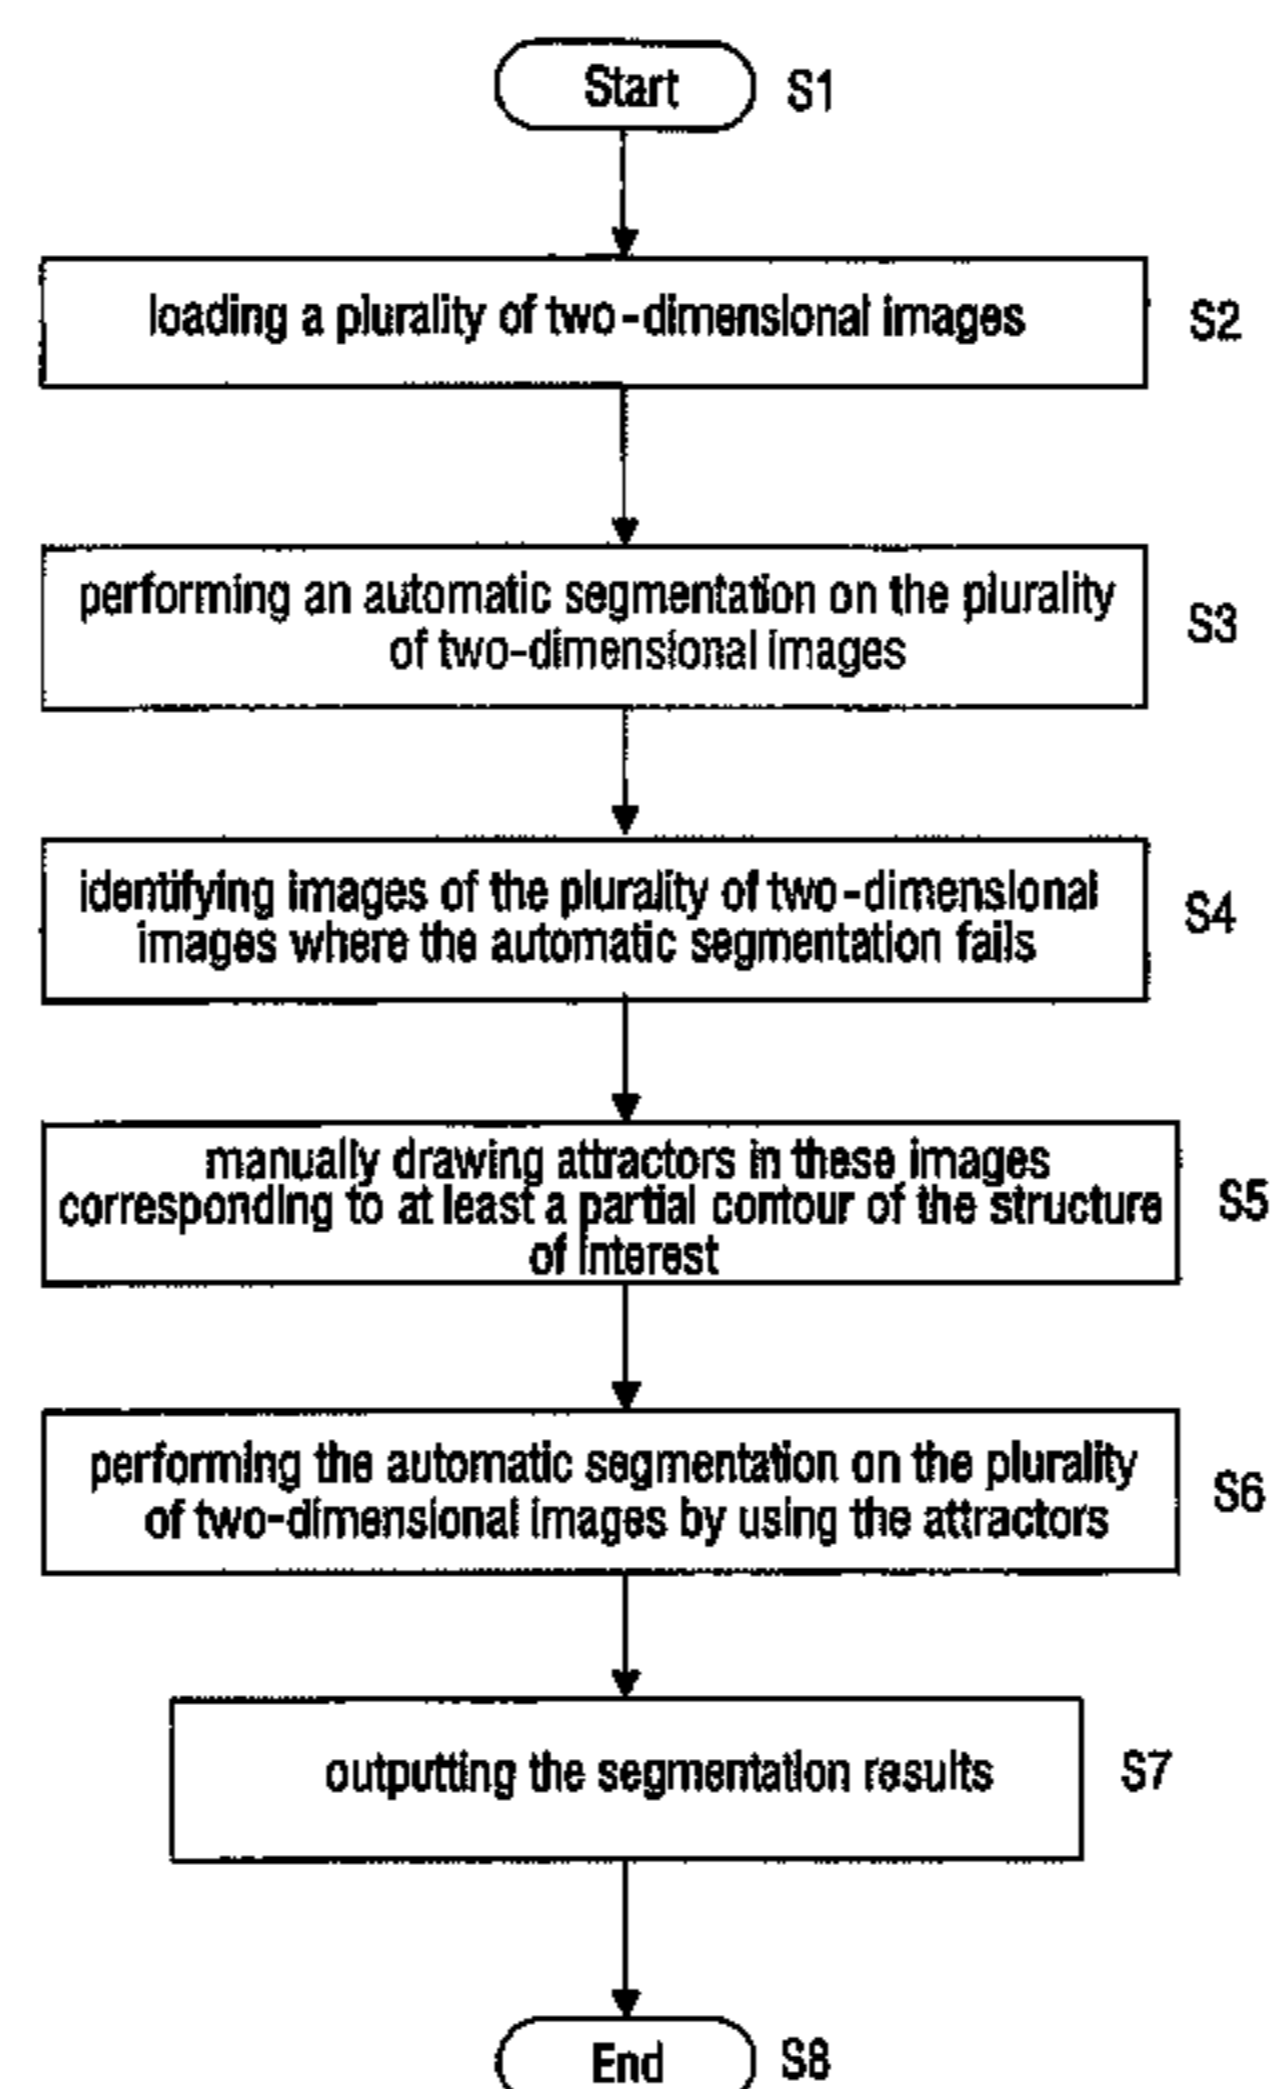 Start S1
loading a plurality of two-dimensional images S2
performing an automatic segmentation on the plurality
of two-dimensional images
S3
identifying images of the plurality of two-dimensional
images where the automatic segmentation fails
S4
manually drawing attractors in these images
corresponding to at least a partial contour of the structure
of interest
S5
performing the automatic segmentation on the plurality
of two-dimensional images by using the attractors
S6
outputting the segmentation results S7
End S8